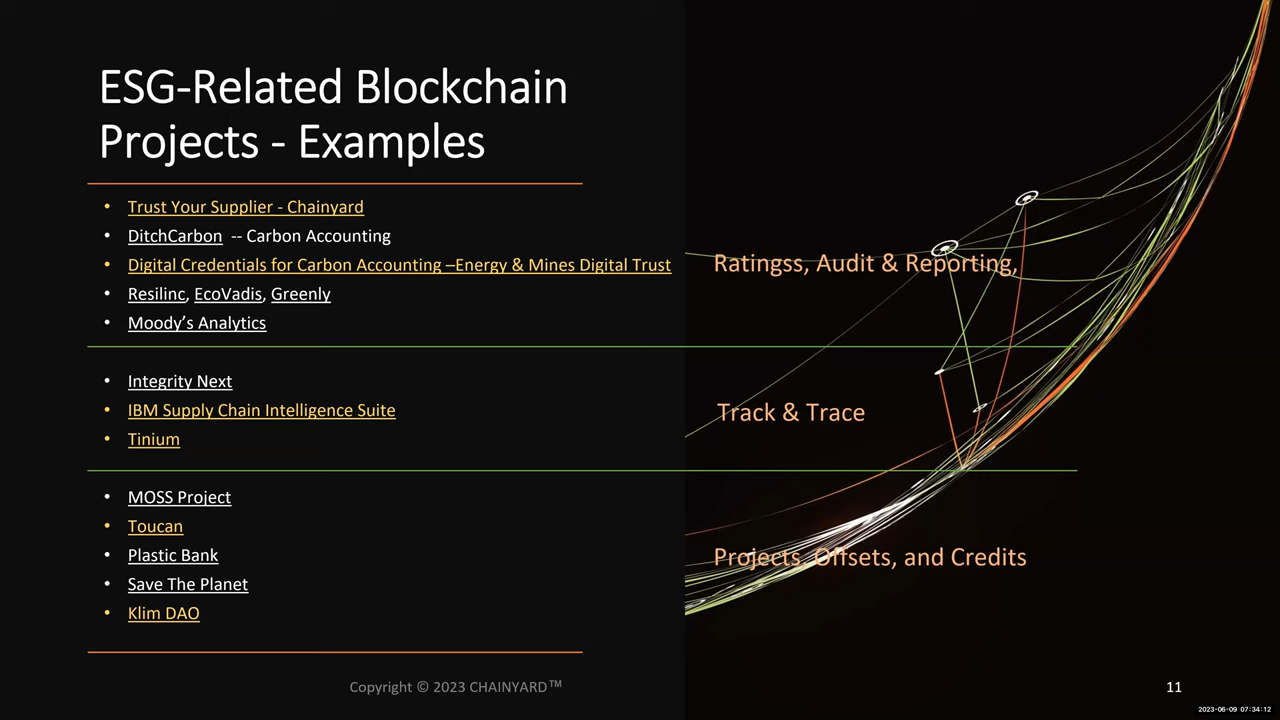 ESG-Related Blockchain
Projects - Examples
• Trust Your Supplier - Chainyard
• DitchCarbon -- Carbon Accounting
• Digital Credentials for Carbon Accounting –Energy & Mines Digital Trust
• Resilinc, EcoVadis, Greenly
• Moody's Analytics
Ratingss, Audit & Reporting,
• Integrity Next
• IBM Supply Chain Intelligence Suite
• Tinium
Track & Trace
• MOSS Project
• Toucan
• Plastic Bank
• Save The Planet
• Klim DAO
Projects, Offsets, and Credits
Copyright © 2023 CHAINYARD™
11
2023-06-09 07:34:12